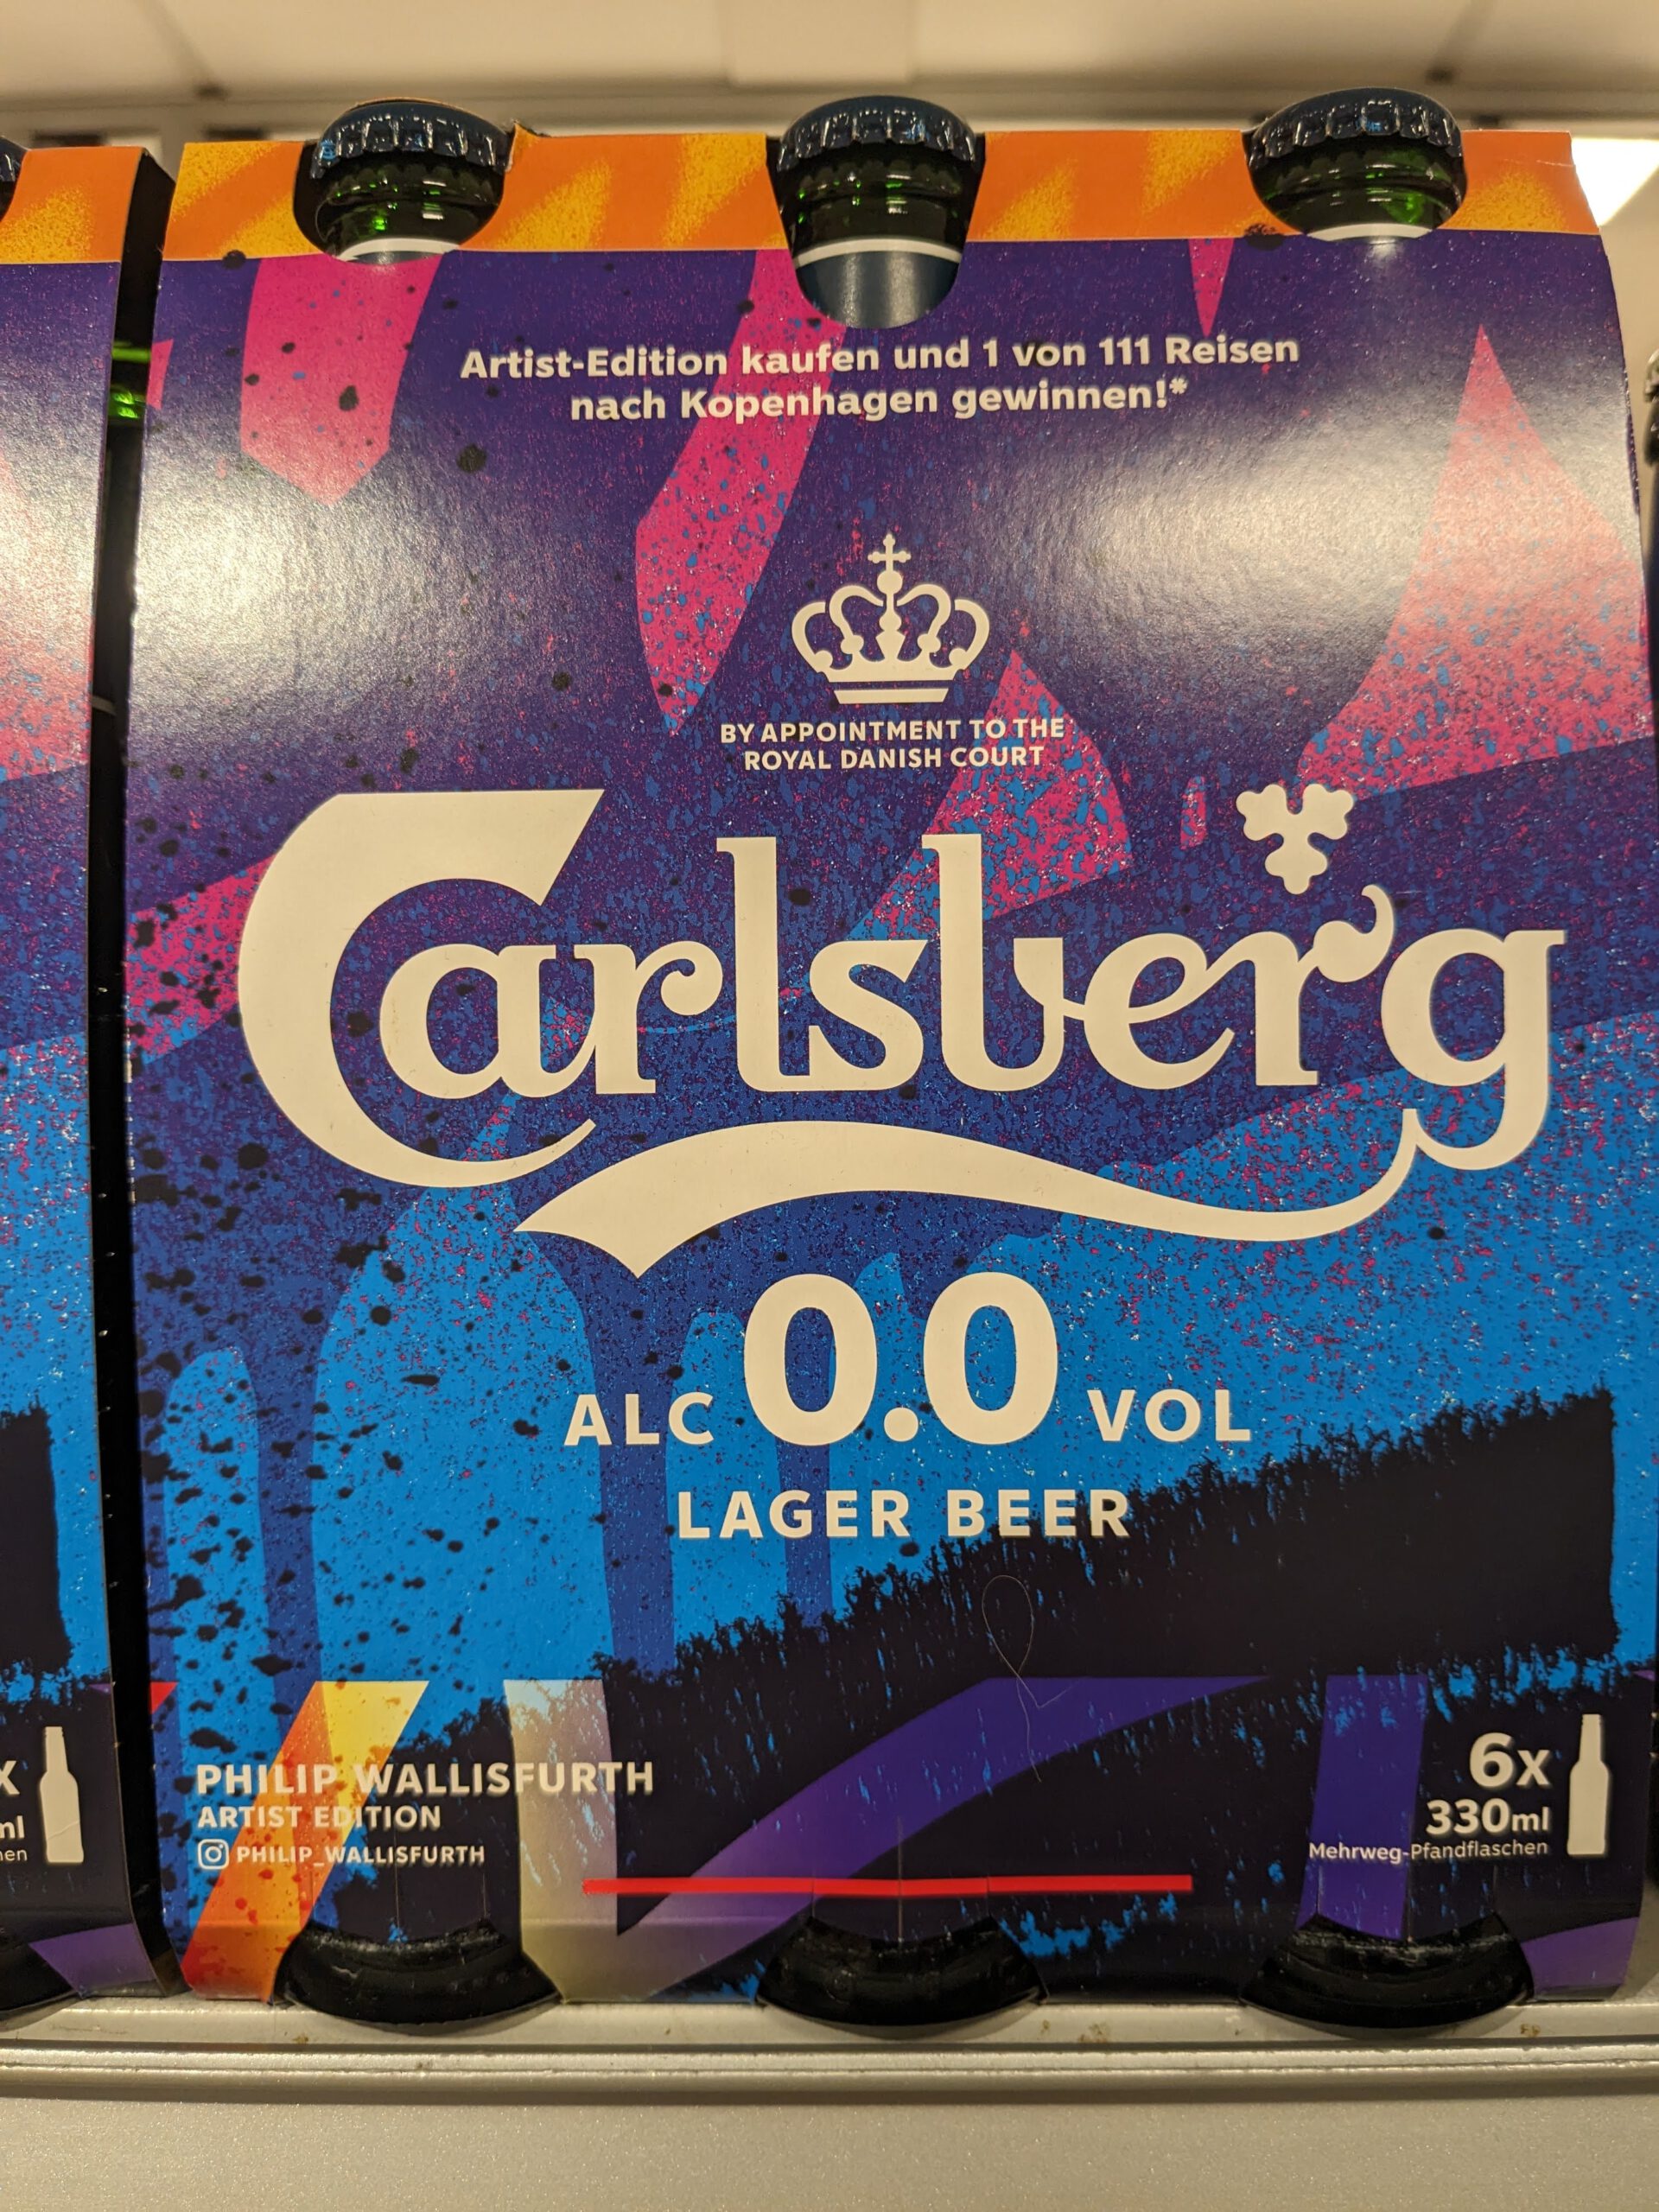 Artist-Edition kaufen und 1 von 111 Reisen
nach Kopenhagen gewinnen!*
BY APPOINTMENT TO THE
ROYAL DANISH COURT
Carlsberg
ALC 0.0 VOL
LAGER BEER
PHILIP WALLISFURTH
ARTIST EDITION
PHILIP_WALLISFURTH
6x
330ml
Mehrweg-Pfandflaschen